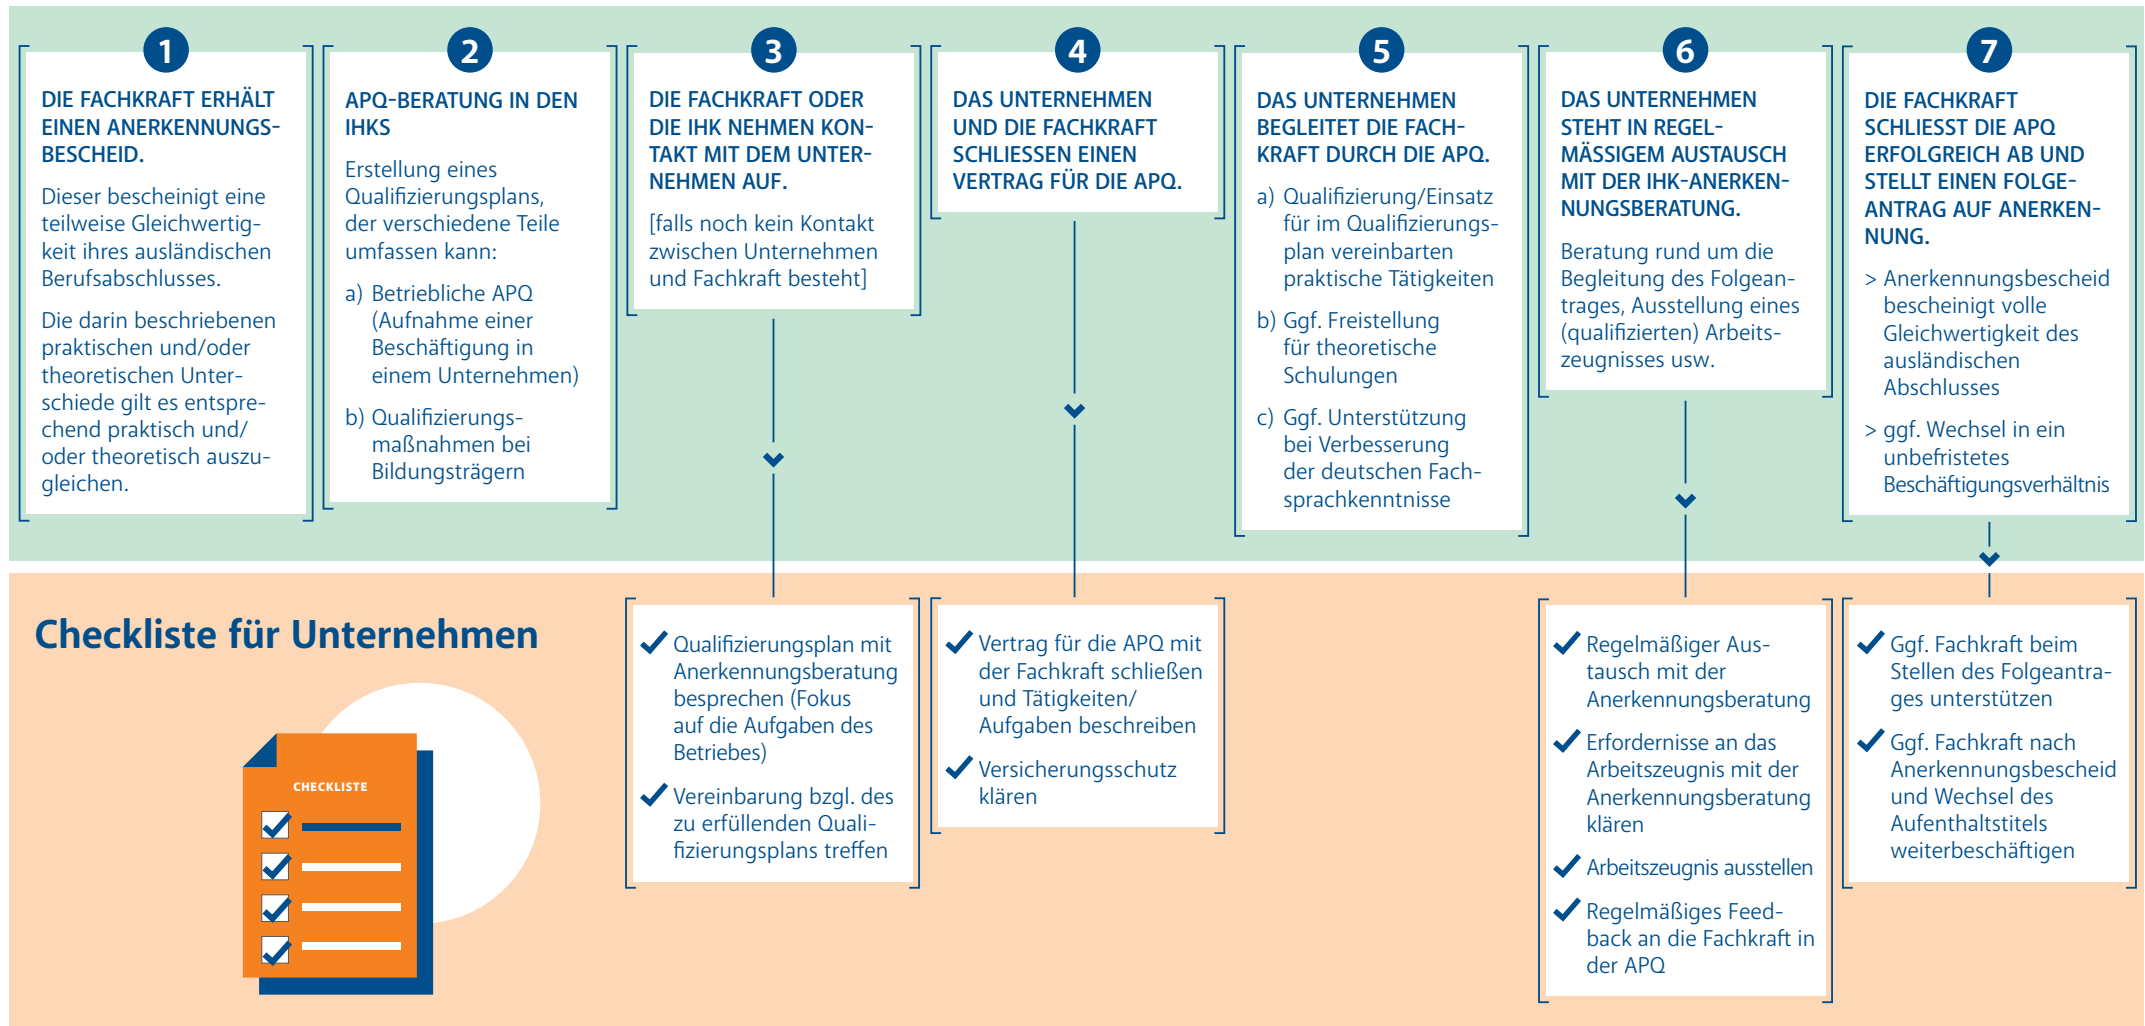 1
DIE FACHKRAFT ERHÄLT
EINEN ANERKENNUNGS-
BESCHEID.
Dieser bescheinigt eine
teilweise Gleichwertig-
keit ihres ausländischen
Berufsabschlusses.
Die darin beschriebenen
praktischen und/oder
theoretischen Unter-
schiede gilt es entspre-
chend praktisch und/
oder theoretisch auszu-
gleichen.
2
APQ-BERATUNG IN DEN
IHKS
Erstellung eines
Qualifizierungsplans,
der verschiedene Teile
umfassen kann:
a) Betriebliche APQ
(Aufnahme einer
Beschäftigung in
einem Unternehmen)
b) Qualifizierungs-
maßnahmen bei
Bildungsträgern
3
DIE FACHKRAFT ODER
DIE IHK NEHMEN KON-
TAKT MIT DEM UNTER-
NEHMEN AUF.
[falls noch kein Kontakt
zwischen Unternehmen
und Fachkraft besteht]
4
DAS UNTERNEHMEN
UND DIE FACHKRAFT
SCHLIESSEN EINEN
VERTRAG FÜR DIE APQ.
5
DAS UNTERNEHMEN
BEGLEITET DIE FACH-
KRAFT DURCH DIE APQ.
a) Qualifizierung/Einsatz
für im Qualifizierungs-
plan vereinbarten
praktische Tätigkeiten
b) Ggf. Freistellung
für theoretische
Schulungen
c) Ggf. Unterstützung
bei Verbesserung
der deutschen Fach-
sprachkenntnisse
6
DAS UNTERNEHMEN
STEHT IN REGEL-
MÄSSIGEM AUSTAUSCH
MIT DER IHK-ANERKEN-
NUNGSBERATUNG.
Beratung rund um die
Begleitung des Folgean-
trages, Ausstellung eines
(qualifizierten) Arbeits-
zeugnisses usw.
7
DIE FACHKRAFT
SCHLIESST DIE APQ
ERFOLGREICH AB UND
STELLT EINEN FOLGE-
ANTRAG AUF ANERKEN-
NUNG.
> Anerkennungsbescheid
bescheinigt volle
Gleichwertigkeit des
ausländischen
Abschlusses
> ggf. Wechsel in ein
unbefristetes
Beschäftigungsverhältnis
Checkliste für Unternehmen
CHECKLISTE
Qualifizierungsplan mit
Anerkennungsberatung
besprechen (Fokus
auf die Aufgaben des
Betriebes)
Vereinbarung bzgl. des
zu erfüllenden Quali-
fizierungsplans treffen
Vertrag für die APQ mit
der Fachkraft schließen
und Tätigkeiten/
Aufgaben beschreiben
Versicherungsschutz
klären
Regelmäßiger Aus-
tausch mit der
Anerkennungsberatung
Erfordernisse an das
Arbeitszeugnis mit der
Anerkennungsberatung
klären
Arbeitszeugnis ausstellen
Regelmäßiges Feed-
back an die Fachkraft in
der APQ
Ggf. Fachkraft beim
Stellen des Folgeantra-
ges unterstützen
Ggf. Fachkraft nach
Anerkennungsbescheid
und Wechsel des
Aufenthaltstitels
weiterbeschäftigen